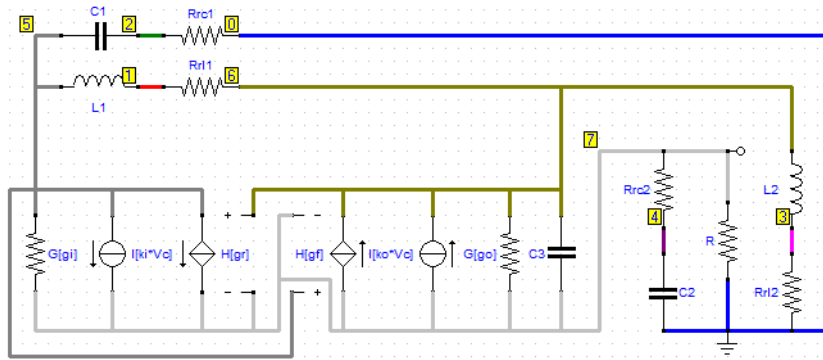 C1
5 2 Rrc1 0
Rrl1
1 6
L1
7
Rrc2 L2
+ −
4 3
G[gi] I[ki*Vc] H[gr] H[gf] I[ko*Vc] G[go] C3 R
− +
C2 Rrl2